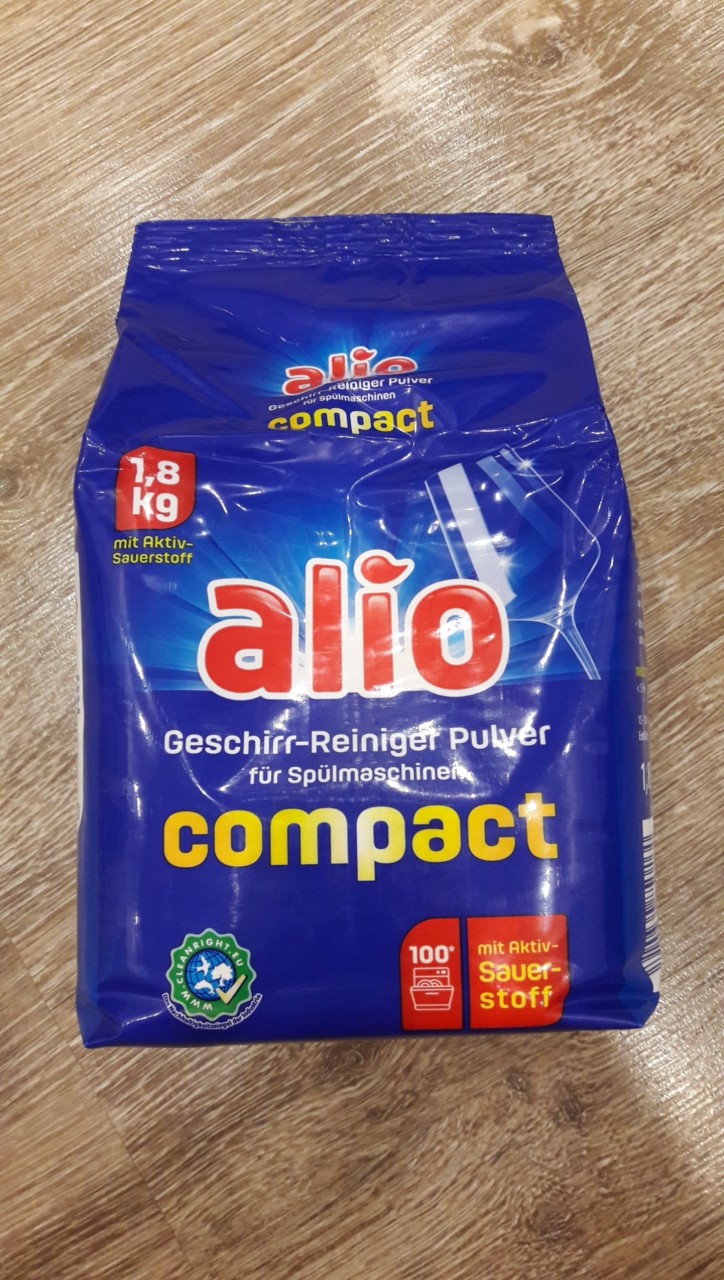 alio
Geschirr-Reiniger Pulver
für Spülmaschinen
compact
1,8
kg
mit Aktiv-
Sauerstoff
alio
Geschirr-Reiniger Pulver
für Spülmaschinen
compact
WWW.CLEANRIGHT.EU
100*
mit Aktiv-
Sauer-
stoff